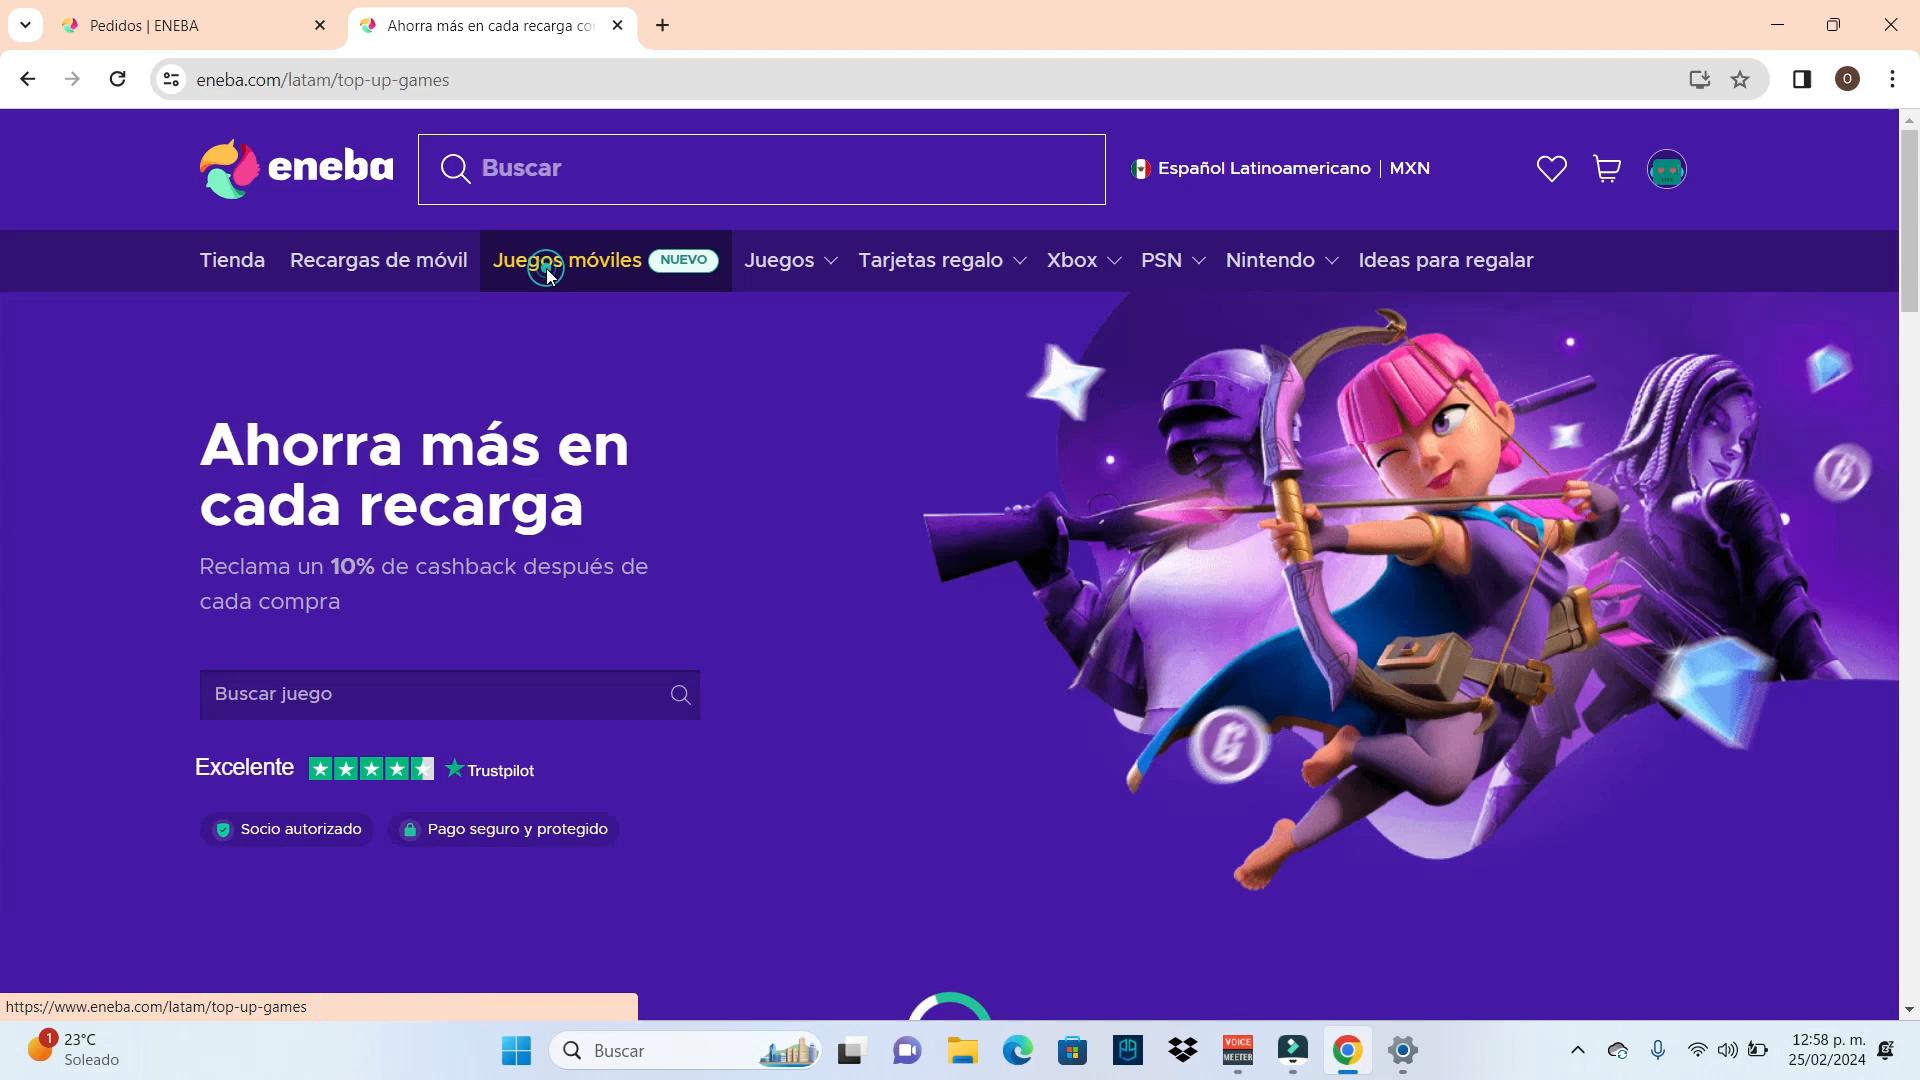 Pedidos | ENEBA
Ahorra más en cada recarga co
eneba.com/latam/top-up-games
O
eneba
Buscar
Español Latinoamericano | MXN
Tienda
Recargas de móvil
Juegos móviles
NUEVO
Juegos
Tarjetas regalo
Xbox
PSN
Nintendo
Ideas para regalar
Ahorra más en
cada recarga
Reclama un 10% de cashback después de
cada compra
Buscar juego
Excelente
Trustpilot
Socio autorizado
Pago seguro y protegido
https://www.eneba.com/latam/top-up-games
1
23°C
Soleado
Buscar
VOICE
MEETER
12:58 p. m.
25/02/2024